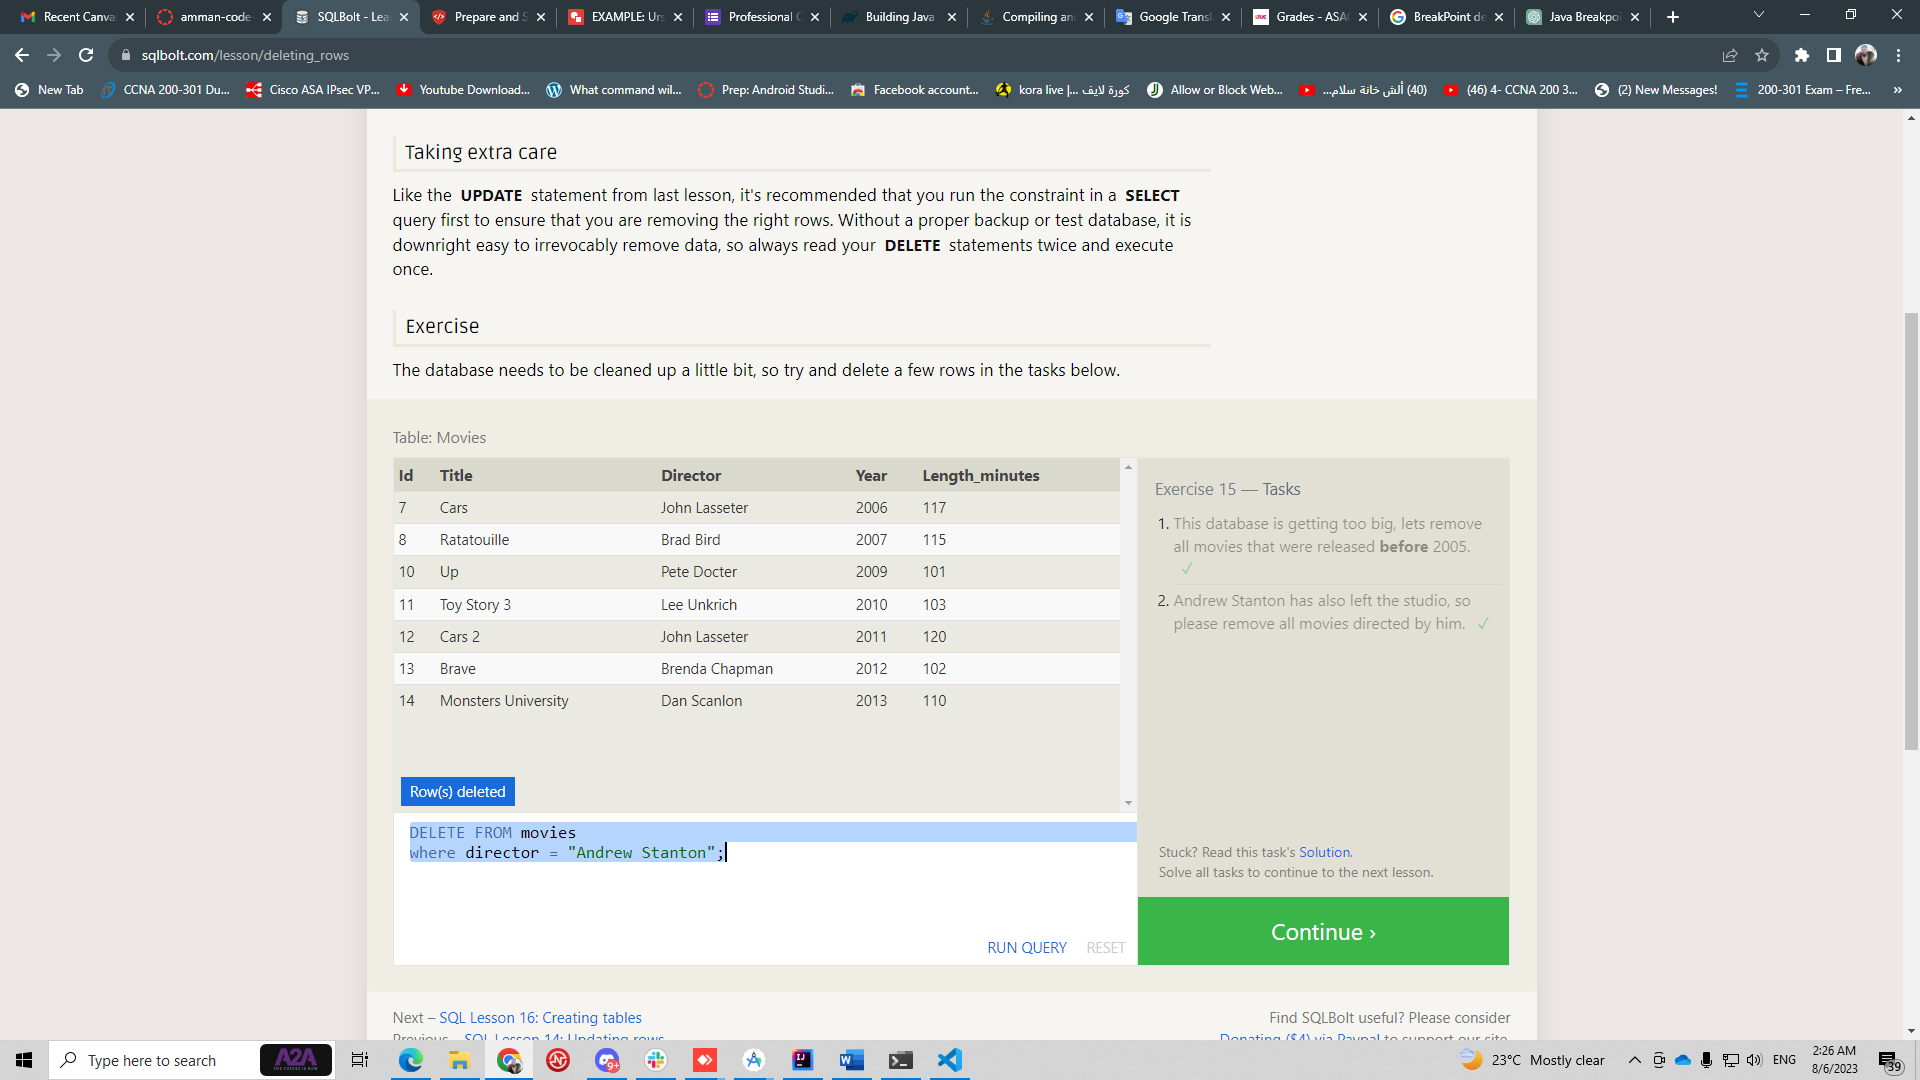 Recent Canva
amman-code
SQLBolt - Lea
Prepare and S
EXAMPLE: Urs
Professional C
Building Java
Compiling an
Google Transl
Grades - ASA
BreakPoint de
Java Breakpoi
sqlbolt.com/lesson/deleting_rows
New Tab
CCNA 200-301 Du...
Cisco ASA IPsec VP...
Youtube Download...
What command wil...
Prep: Android Studi...
Facebook account...
kora live |... كورة لايف
Allow or Block Web...
(40) ألش خانة سلام...
(46) 4- CCNA 200 3...
(2) New Messages!
200-301 Exam – Fre...
Taking extra care
Like the UPDATE statement from last lesson, it's recommended that you run the constraint in a SELECT
query first to ensure that you are removing the right rows. Without a proper backup or test database, it is
downright easy to irrevocably remove data, so always read your DELETE statements twice and execute
once.
Exercise
The database needs to be cleaned up a little bit, so try and delete a few rows in the tasks below.
Table: Movies
Id Title Director Year Length_minutes
7 Cars John Lasseter 2006 117
8 Ratatouille Brad Bird 2007 115
10 Up Pete Docter 2009 101
11 Toy Story 3 Lee Unkrich 2010 103
12 Cars 2 John Lasseter 2011 120
13 Brave Brenda Chapman 2012 102
14 Monsters University Dan Scanlon 2013 110
Row(s) deleted
DELETE FROM movies
where director = "Andrew Stanton";
RUN QUERY RESET
Exercise 15 — Tasks
1. This database is getting too big, lets remove
all movies that were released before 2005.
✓
2. Andrew Stanton has also left the studio, so
please remove all movies directed by him. ✓
Stuck? Read this task's Solution.
Solve all tasks to continue to the next lesson.
Continue ›
Next – SQL Lesson 16: Creating tables
Previous – SQL Lesson 14: Updating rows
Find SQLBolt useful? Please consider
Donating ($4) via Paypal to support our site.
Type here to search
A2A
9+
23°C Mostly clear
ENG
2:26 AM
8/6/2023
39